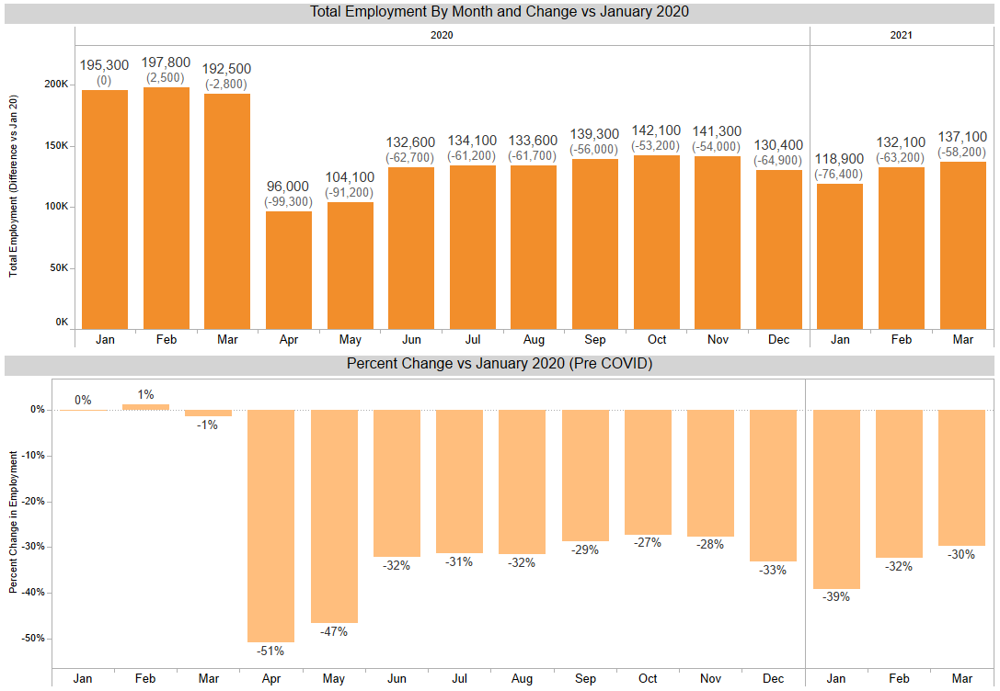 Total Employment By Month and Change vs January 2020
2020 2021
195,300 197,800 192,500 96,000 104,100 132,600 134,100 133,600 139,300 142,100 141,300 130,400 118,900 132,100 137,100
(0) (2,500) (-2,800) (-99,300) (-91,200) (-62,700) (-61,200) (-61,700) (-56,000) (-53,200) (-54,000) (-64,900) (-76,400) (-63,200) (-58,200)
Total Employment (Difference vs Jan 20)
200K
150K
100K
50K
0K
Jan Feb Mar Apr May Jun Jul Aug Sep Oct Nov Dec Jan Feb Mar
Percent Change vs January 2020 (Pre COVID)
Percent Change in Employment
0%
-10%
-20%
-30%
-40%
-50%
0% 1% -1% -51% -47% -32% -31% -32% -29% -27% -28% -33% -39% -32% -30%
Jan Feb Mar Apr May Jun Jul Aug Sep Oct Nov Dec Jan Feb Mar